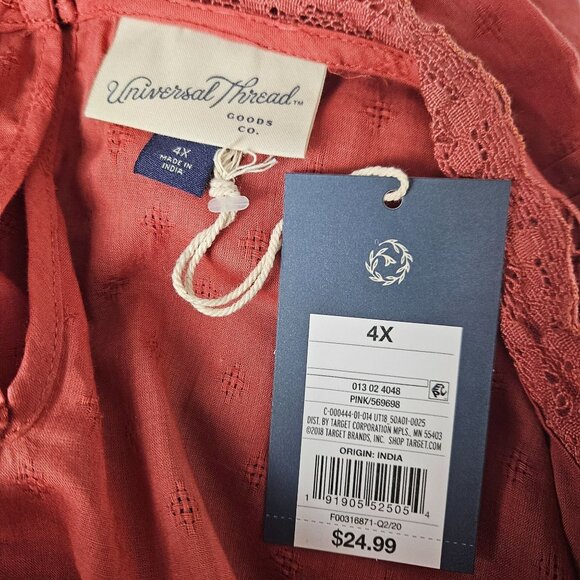 Universal Thread™
GOODS
CO.
4X
MADE IN
INDIA
4X
013 02 4048
PINK/569698
C-000444-01-014 UT18_5OA01-0025
DIST. BY TARGET CORPORATION MPLS., MN 55403
©2018 TARGET BRANDS, INC. SHOP TARGET.COM
ORIGIN: INDIA
1 91905 52505 4
F00316871-Q2/20
$24.99